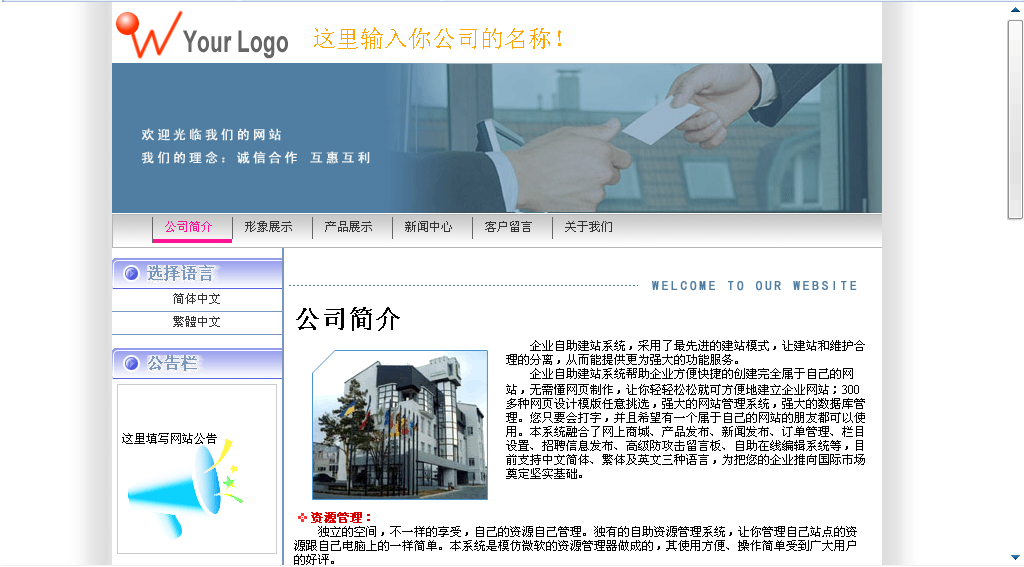 Your Logo
这里输入你公司的名称！
欢迎光临我们的网站
我们的理念：诚信合作 互惠互利
公司简介 形象展示 产品展示 新闻中心 客户留言 关于我们
选择语言
简体中文
繁體中文
公告栏
这里填写网站公告
WELCOME TO OUR WEBSITE
公司简介
企业自助建站系统，采用了最先进的建站模式，让建站和维护合
理的分离，从而能提供更为强大的功能服务。
企业自助建站系统帮助企业方便快捷的创建完全属于自己的网
站，无需懂网页制作，让你轻轻松松就可方便地建立企业网站；300
多种网页设计模版任意挑选，强大的网站管理系统，强大的数据库管
理。您只要会打字，并且希望有一个属于自己的网站的朋友都可以使
用。本系统融合了网上商城、产品发布、新闻发布、订单管理、栏目
设置、招聘信息发布、高级防攻击留言板、自助在线编辑系统等，目
前支持中文简体、繁体及英文三种语言，为把您的企业推向国际市场
奠定坚实基础。
资源管理：
独立的空间，不一样的享受，自己的资源自己管理。独有的自助资源管理系统，让你管理自己站点的资
源跟自己电脑上的一样简单。本系统是模仿微软的资源管理器做成的，其使用方便、操作简单受到广大用户
的好评。